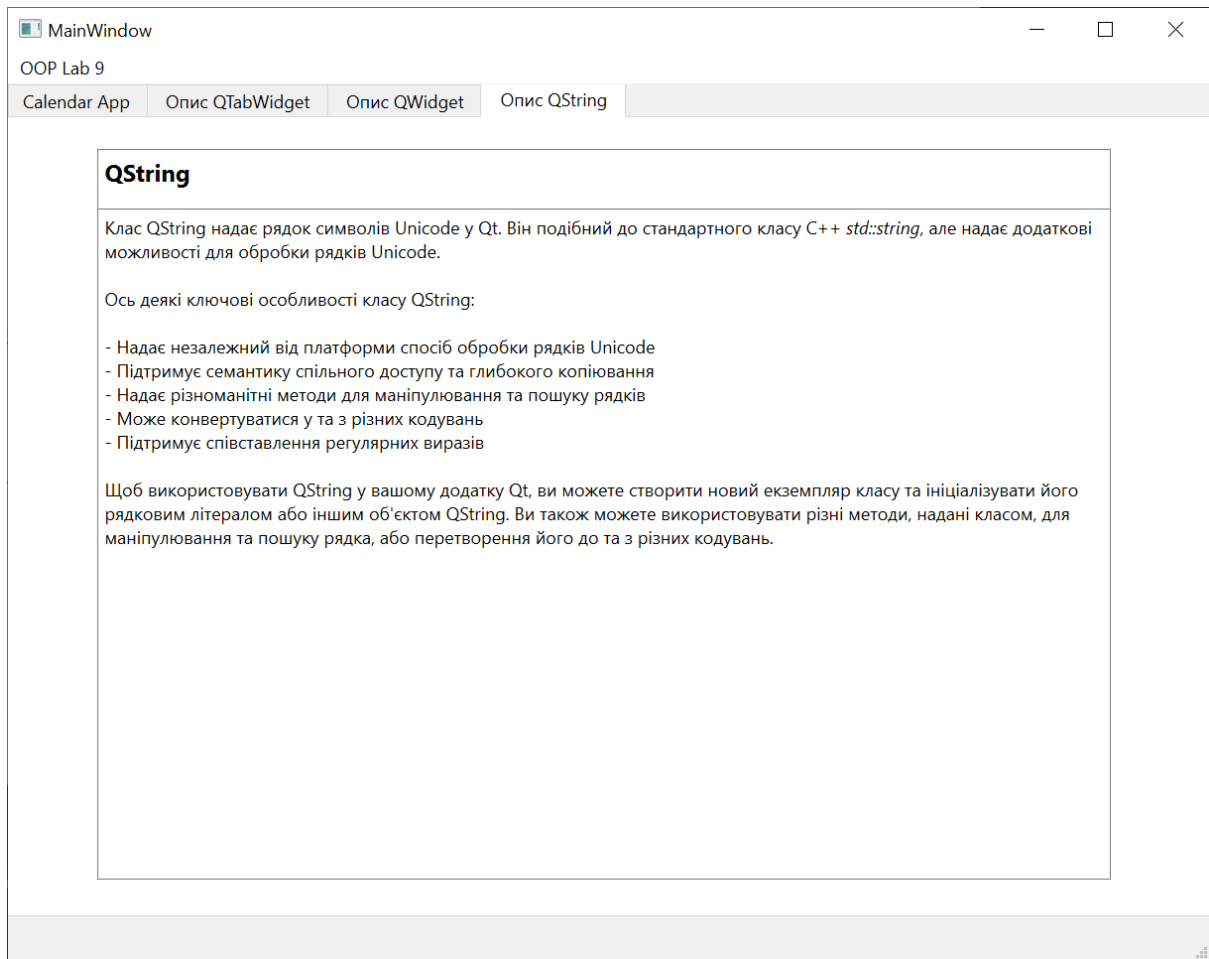 MainWindow
OOP Lab 9
Calendar App Опис QTabWidget Опис QWidget Опис QString
QString
Клас QString надає рядок символів Unicode у Qt. Він подібний до стандартного класу C++ std::string, але надає додаткові
можливості для обробки рядків Unicode.
Ось деякі ключові особливості класу QString:
- Надає незалежний від платформи спосіб обробки рядків Unicode
- Підтримує семантику спільного доступу та глибокого копіювання
- Надає різноманітні методи для маніпулювання та пошуку рядків
- Може конвертуватися у та з різних кодувань
- Підтримує співставлення регулярних виразів
Щоб використовувати QString у вашому додатку Qt, ви можете створити новий екземпляр класу та ініціалізувати його
рядковим літералом або іншим об'єктом QString. Ви також можете використовувати різні методи, надані класом, для
маніпулювання та пошуку рядка, або перетворення його до та з різних кодувань.